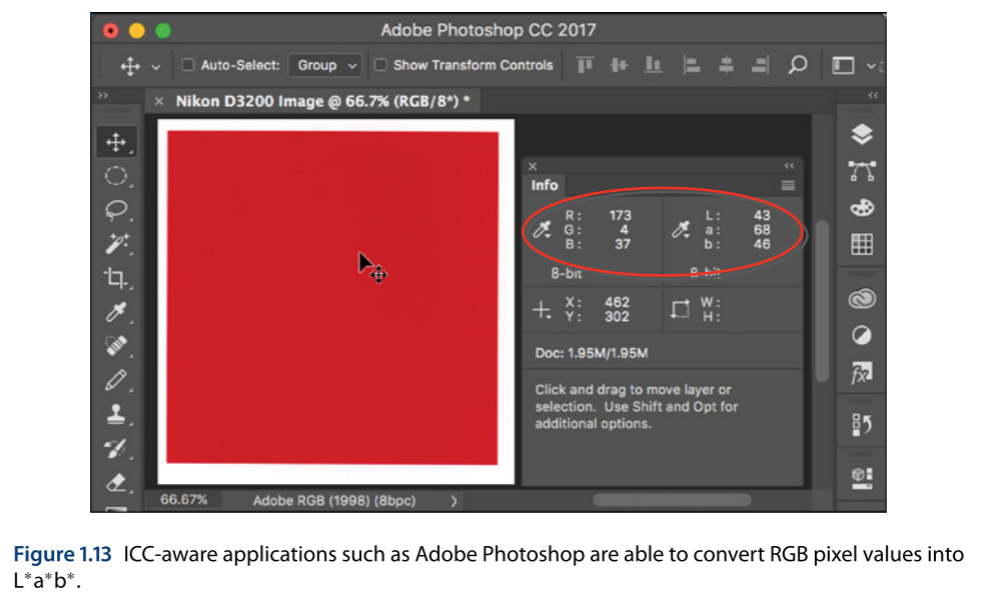 Adobe Photoshop CC 2017
Auto-Select: Group Show Transform Controls
Nikon D3200 Image @ 66.7% (RGB/8*) *
Info
R: 173 L: 43
G: 4 a: 68
B: 37 b: 46
8-bit 8-bit
X: 462 W:
Y: 302 H:
Doc: 1.95M/1.95M
Click and drag to move layer or
selection. Use Shift and Opt for
additional options.
fx
66.67% Adobe RGB (1998) (8bpc)
Figure 1.13 ICC-aware applications such as Adobe Photoshop are able to convert RGB pixel values into
L*a*b*.